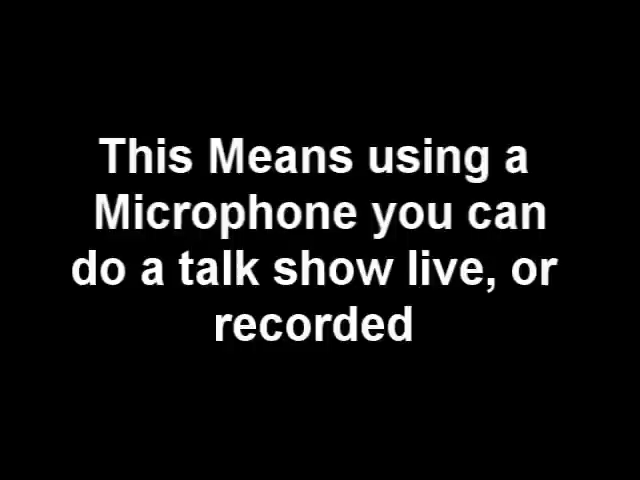 This Means using a
Microphone you can
do a talk show live, or
recorded